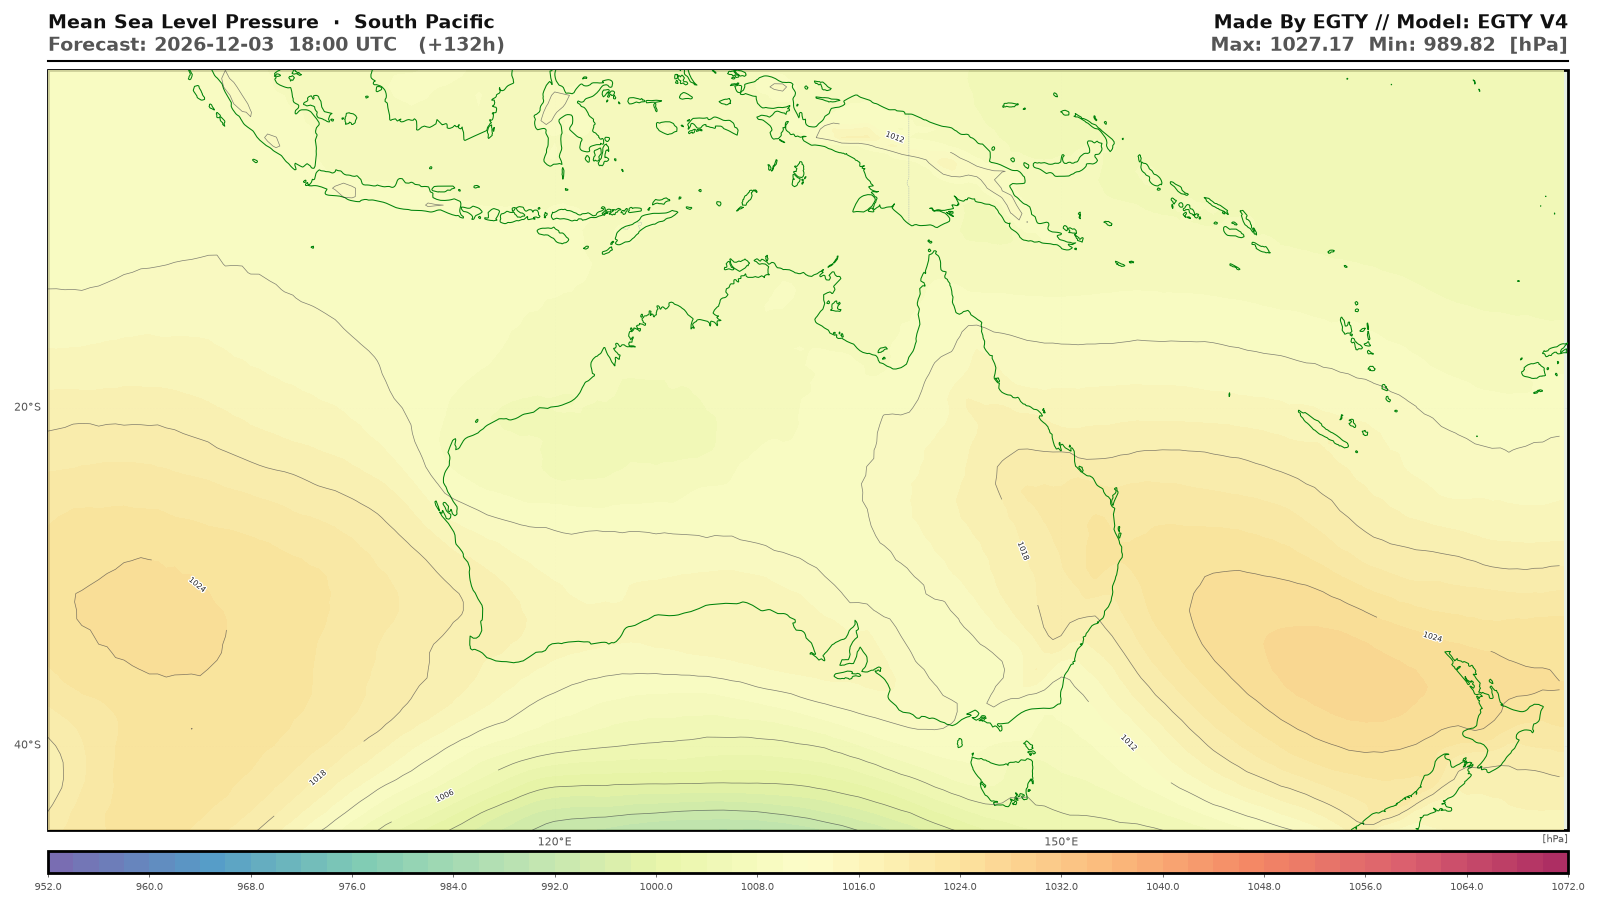 Mean Sea Level Pressure · South Pacific
Made By EGTY // Model: EGTY V4
Forecast: 2026-12-03 18:00 UTC (+132h)
Max: 1027.17 Min: 989.82 [hPa]
1012
20°S
1018
1024
1024
1012
40°S
1018
1006
120°E
150°E
[hPa]
952.0
960.0
968.0
976.0
984.0
992.0
1000.0
1008.0
1016.0
1024.0
1032.0
1040.0
1048.0
1056.0
1064.0
1072.0